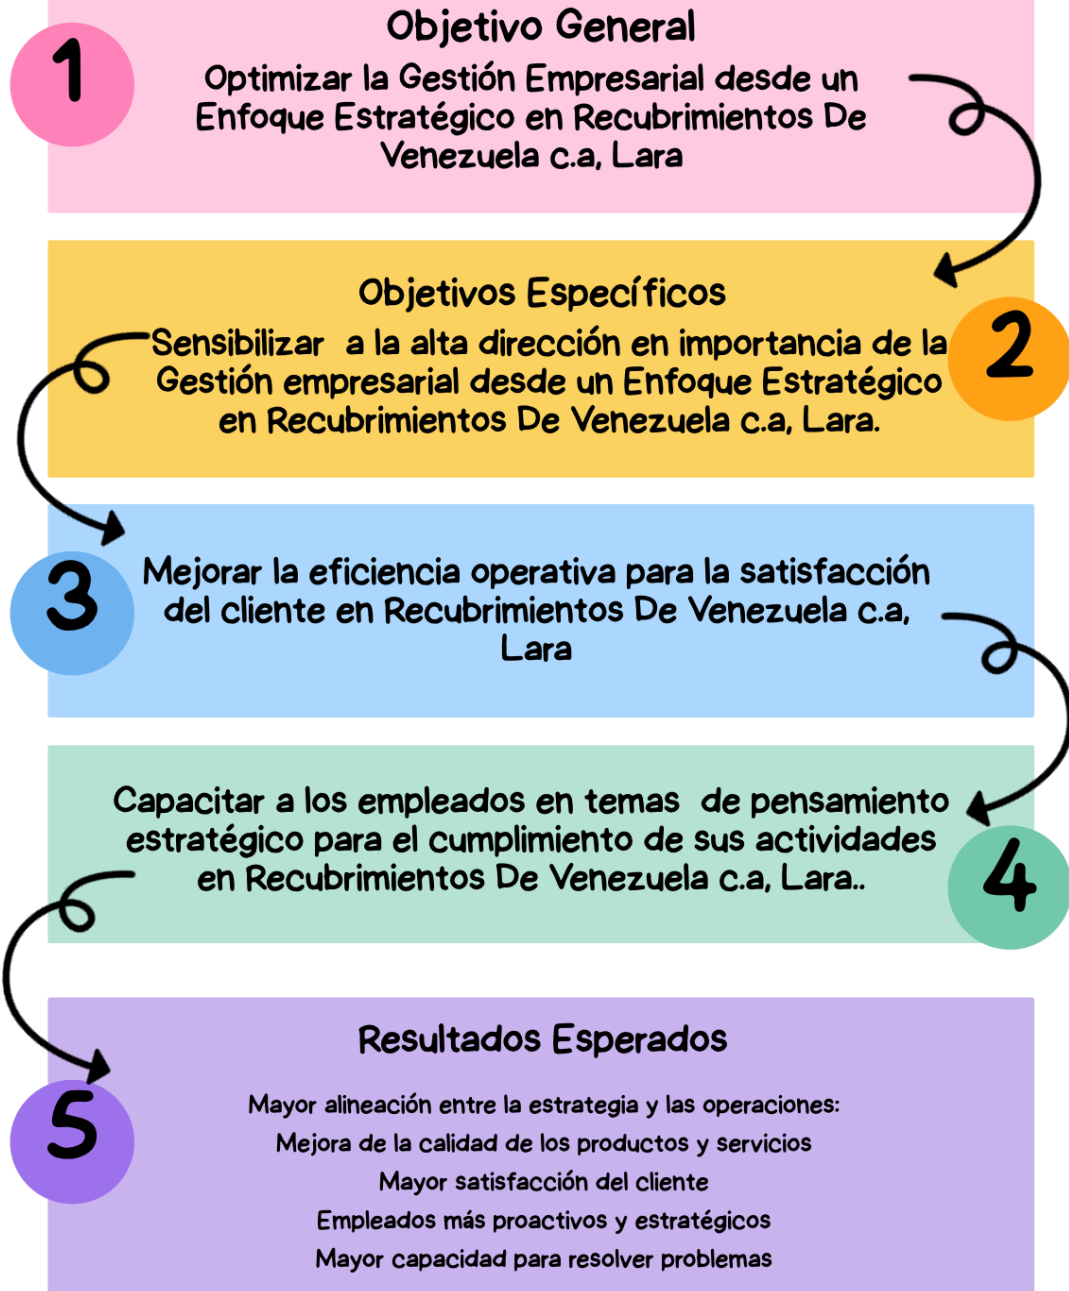 1
Objetivo General
Optimizar la Gestión Empresarial desde un
Enfoque Estratégico en Recubrimientos De
Venezuela c.a, Lara
Objetivos Específicos
2
Sensibilizar  a la alta dirección en importancia de la
Gestión empresarial desde un Enfoque Estratégico
en Recubrimientos De Venezuela c.a, Lara.
3
Mejorar la eficiencia operativa para la satisfacción
del cliente en Recubrimientos De Venezuela c.a,
Lara
Capacitar a los empleados en temas  de pensamiento
estratégico para el cumplimiento de sus actividades
en Recubrimientos De Venezuela c.a, Lara..
4
Resultados Esperados
5
Mayor alineación entre la estrategia y las operaciones:
Mejora de la calidad de los productos y servicios
Mayor satisfacción del cliente
Empleados más proactivos y estratégicos
Mayor capacidad para resolver problemas